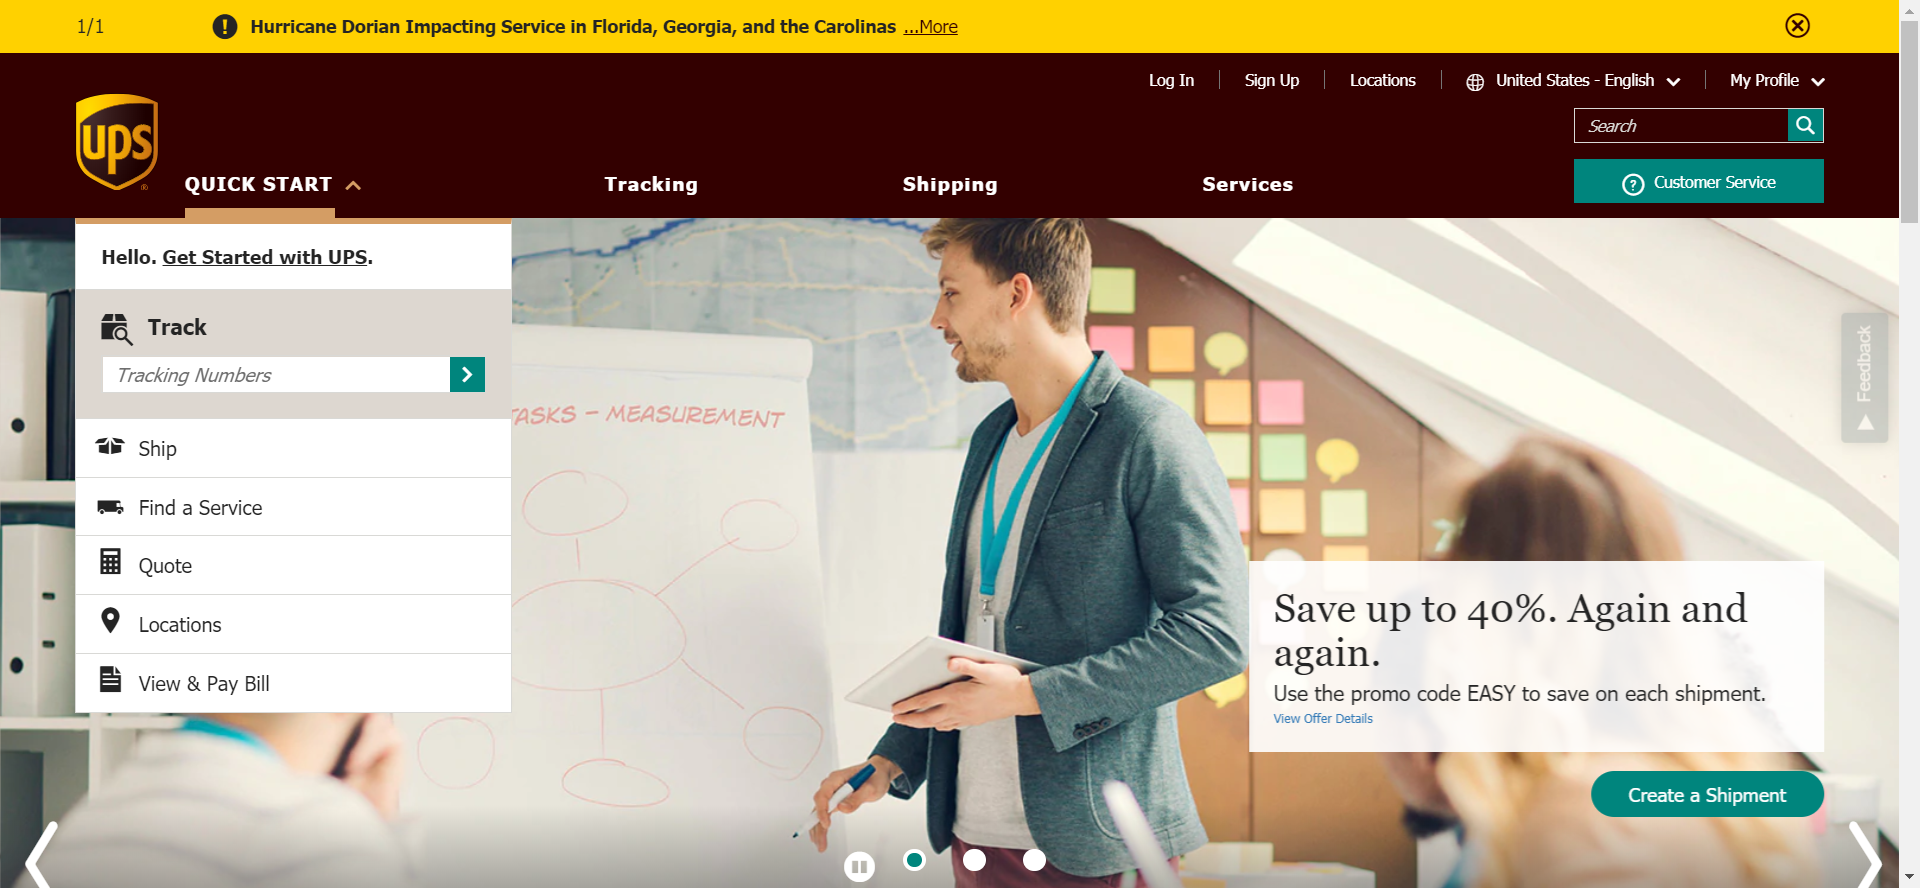 1/1
Hurricane Dorian Impacting Service in Florida, Georgia, and the Carolinas ...More
Log In
Sign Up
Locations
United States - English
My Profile
Search
ups
QUICK START
Tracking
Shipping
Services
Customer Service
Hello. Get Started with UPS.
Track
Tracking Numbers
Ship
Find a Service
Quote
Locations
View & Pay Bill
TASKS - MEASUREMENT
Feedback
Save up to 40%. Again and
again.
Use the promo code EASY to save on each shipment.
View Offer Details
Create a Shipment